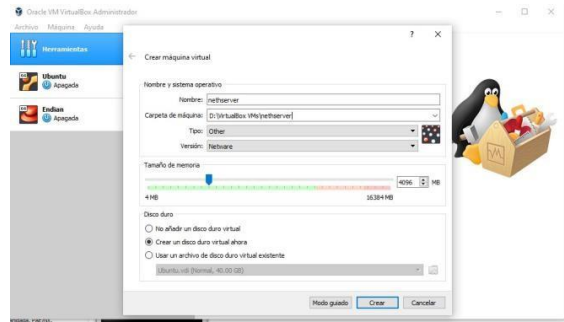 Oracle VM VirtualBox Administrador
Archivo Máquina Ayuda
Herramientas
Ubuntu
Apagada
Endian
Apagada
? ×
Crear máquina virtual
Nombre y sistema operativo
Nombre: nethserver
Carpeta de máquina: D:\VirtualBox VMs\nethserver
Tipo: Other
Versión: Netware
Tamaño de memoria
4096 MB
4 MB 16384 MB
Disco duro
No añadir un disco duro virtual
Crear un disco duro virtual ahora
Usar un archivo de disco duro virtual existente
Ubuntu.vdi (Normal, 40.00 GB)
Modo guiado Crear Cancelar